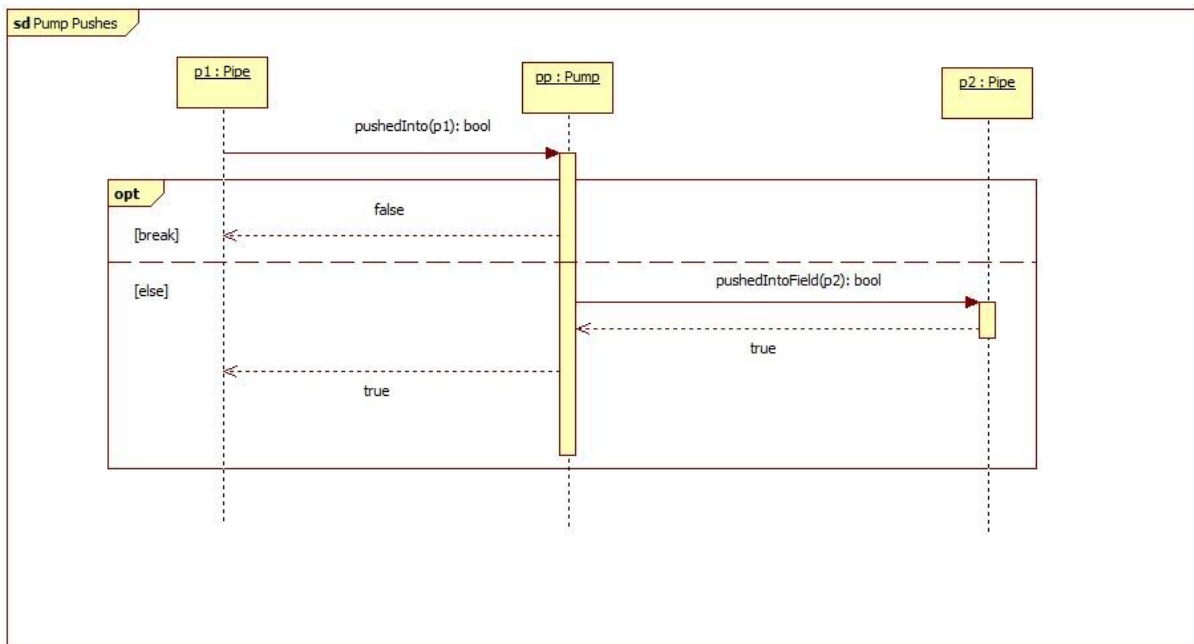 sd Pump Pushes
p1 : Pipe
pp : Pump
p2 : Pipe
pushedInto(p1): bool
opt
false
[break]
pushedIntoField(p2): bool
[else]
true
true